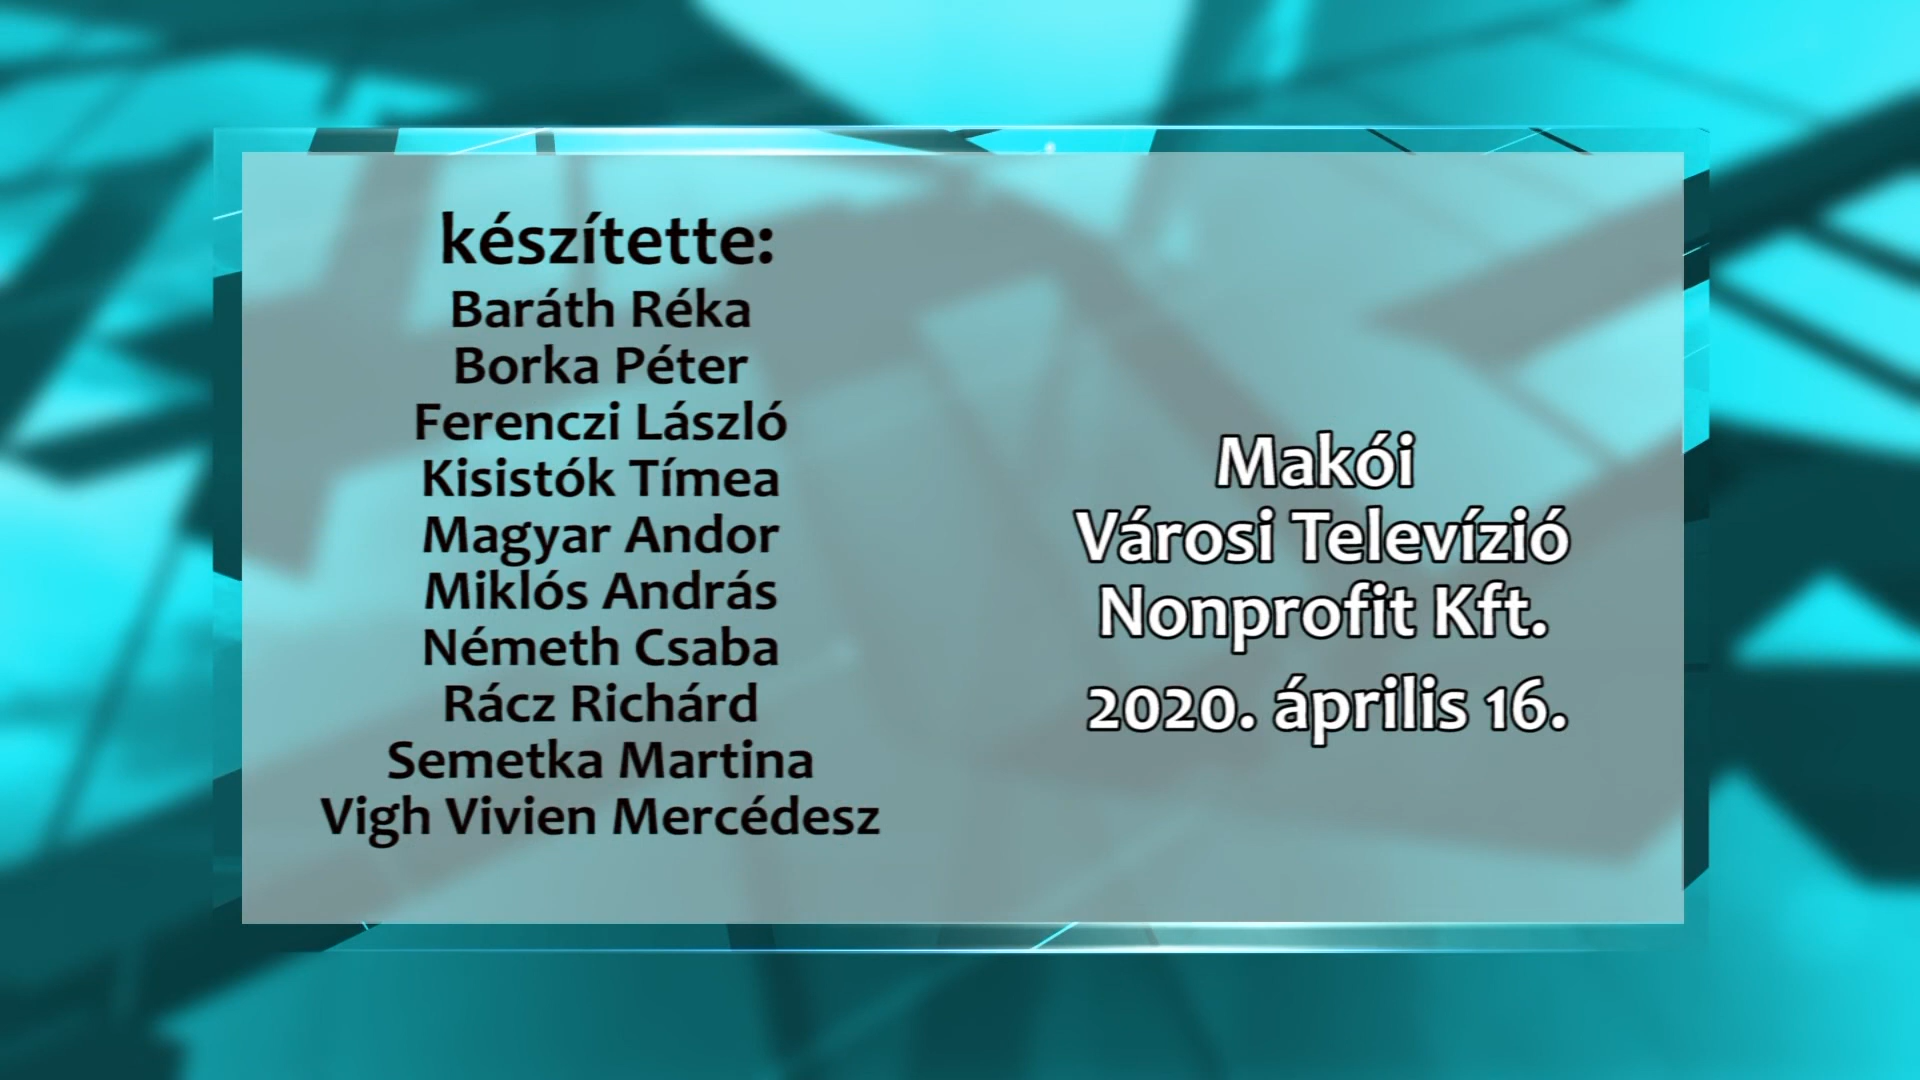 készítette:
Baráth Réka
Borka Péter
Ferenczi László
Kisistók Tímea
Magyar Andor
Miklós András
Németh Csaba
Rácz Richárd
Semetka Martina
Vigh Vivien Mercédesz
Makói
Városi Televízió
Nonprofit Kft.
2020. április 16.